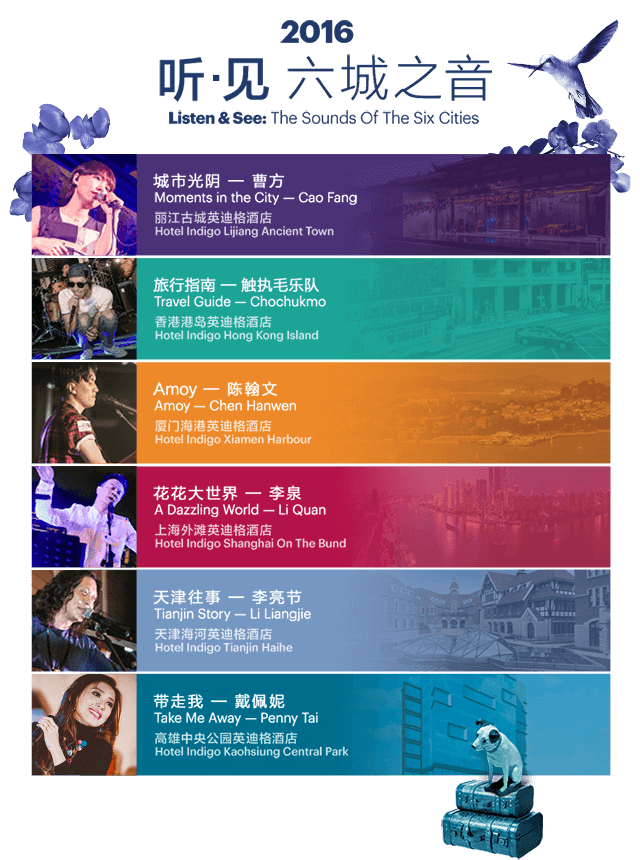 2016
听·见 六城之音
Listen & See: The Sounds Of The Six Cities
城市光阴 — 曹方
Moments in the City — Cao Fang
丽江古城英迪格酒店
Hotel Indigo Lijiang Ancient Town
旅行指南 — 触执毛乐队
Travel Guide — Chochukmo
香港港岛英迪格酒店
Hotel Indigo Hong Kong Island
Amoy — 陈翰文
Amoy — Chen Hanwen
厦门海港英迪格酒店
Hotel Indigo Xiamen Harbour
花花大世界 — 李泉
A Dazzling World — Li Quan
上海外滩英迪格酒店
Hotel Indigo Shanghai On The Bund
天津往事 — 李亮节
Tianjin Story — Li Liangjie
天津海河英迪格酒店
Hotel Indigo Tianjin Haihe
带走我 — 戴佩妮
Take Me Away — Penny Tai
高雄中央公园英迪格酒店
Hotel Indigo Kaohsiung Central Park